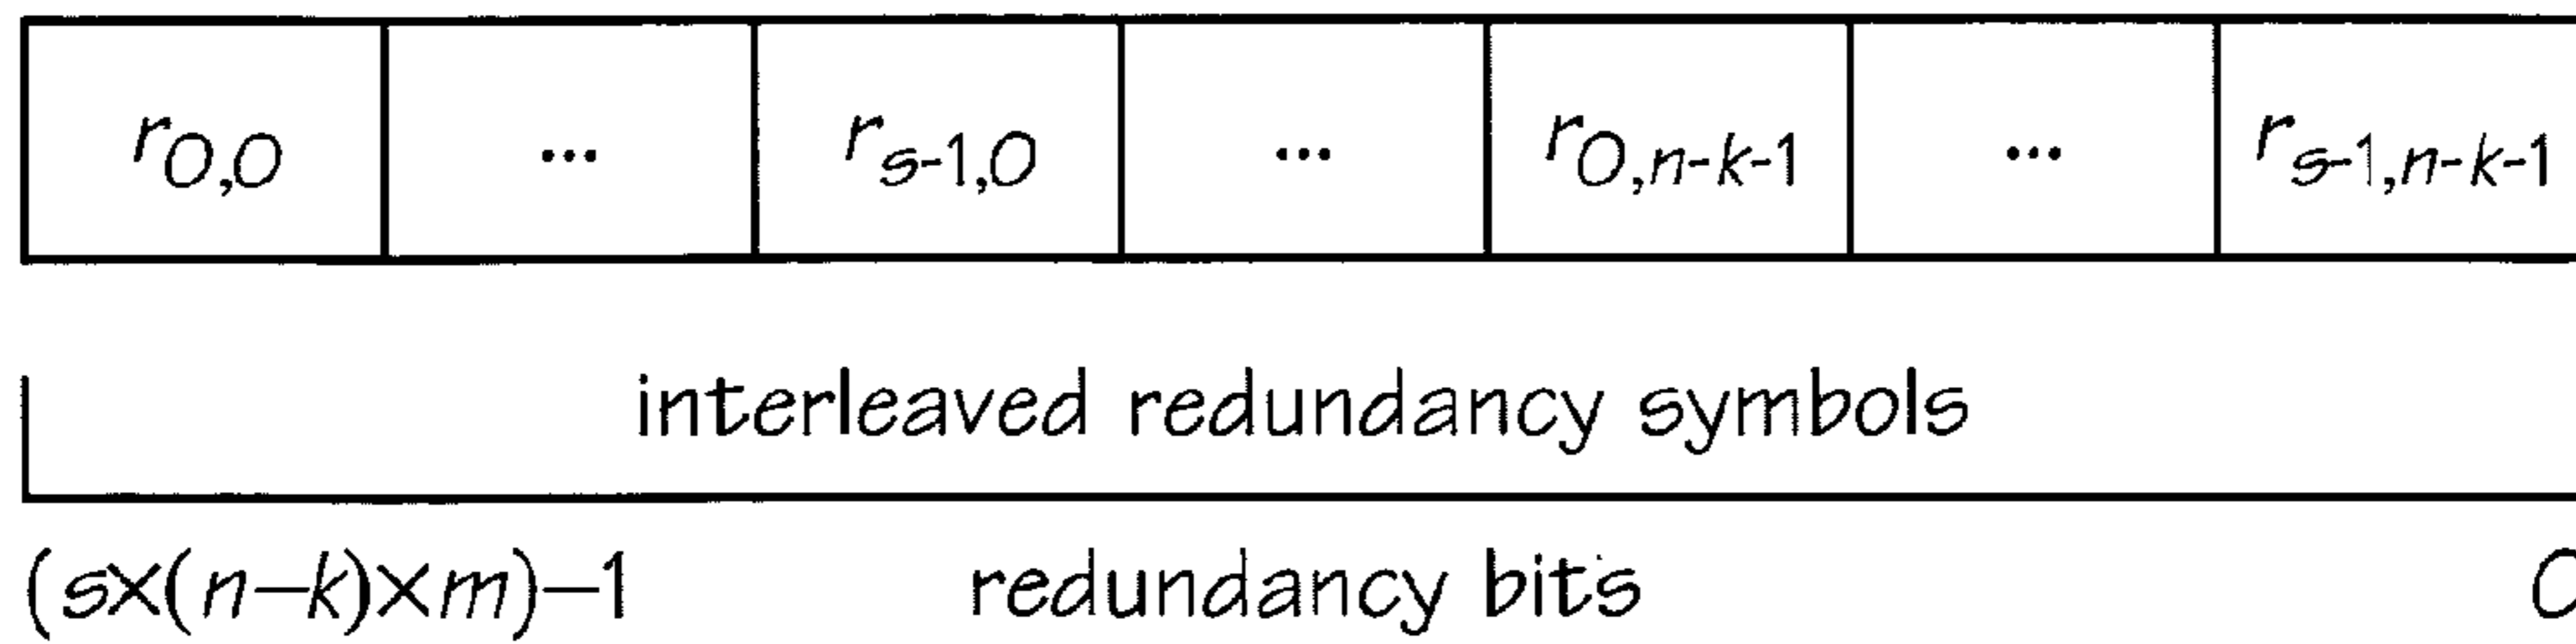 r0,0 ... rs-1,0 ... r0,n-k-1 ... rs-1,n-k-1
interleaved redundancy symbols
(s×(n−k)×m)−1 redundancy bits 0